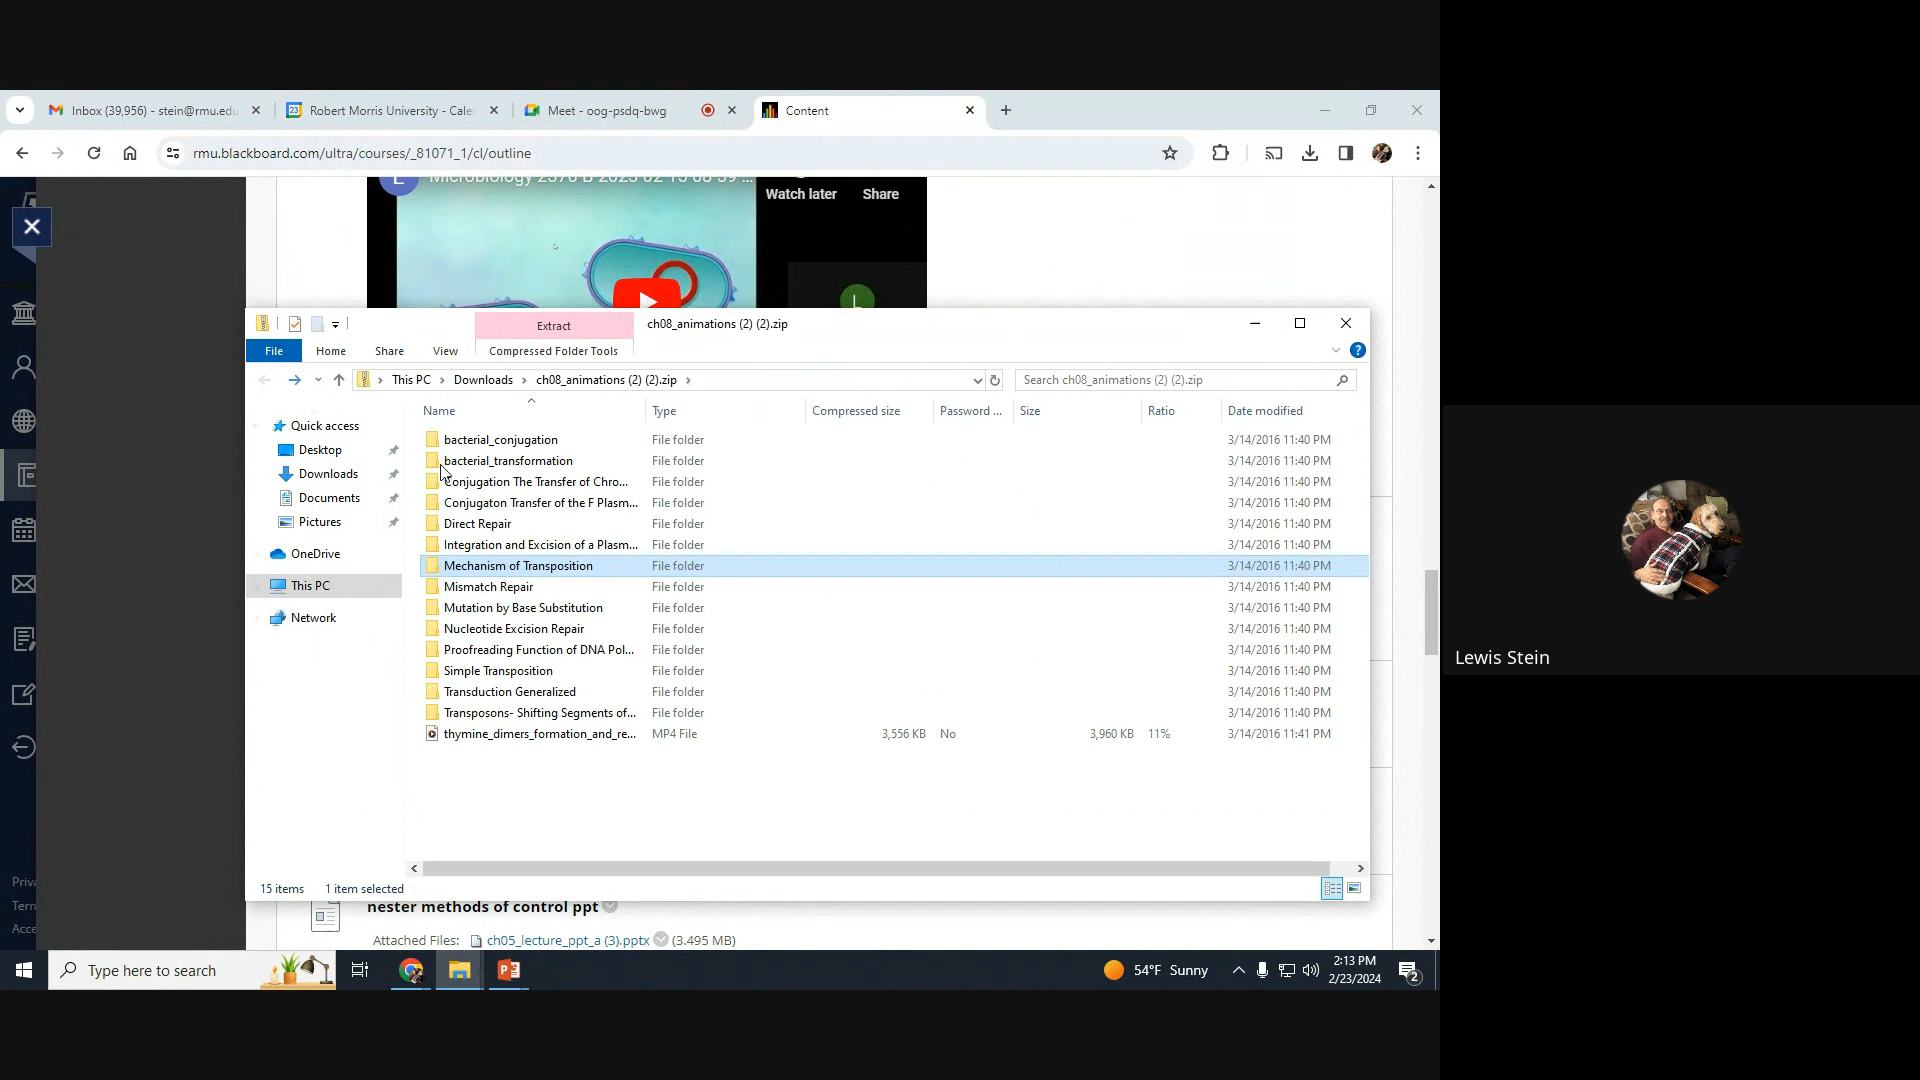 Inbox (39,956) - stein@rmu.edu
Robert Morris University - Cale
Meet - oog-psdq-bwg
Content
rmu.blackboard.com/ultra/courses/_81071_1/cl/outline
Microbiology 2370 B 2023 02 15 08 59 ...
Watch later
Share
L
Extract
ch08_animations (2) (2).zip
File
Home
Share
View
Compressed Folder Tools
This PC
Downloads
ch08_animations (2) (2).zip
Search ch08_animations (2) (2).zip
Name
Type
Compressed size
Password ...
Size
Ratio
Date modified
Quick access
Desktop
Downloads
Documents
Pictures
OneDrive
This PC
Network
bacterial_conjugation File folder 3/14/2016 11:40 PM
bacterial_transformation File folder 3/14/2016 11:40 PM
Conjugation The Transfer of Chro... File folder 3/14/2016 11:40 PM
Conjugaton Transfer of the F Plasm... File folder 3/14/2016 11:40 PM
Direct Repair File folder 3/14/2016 11:40 PM
Integration and Excision of a Plasm... File folder 3/14/2016 11:40 PM
Mechanism of Transposition File folder 3/14/2016 11:40 PM
Mismatch Repair File folder 3/14/2016 11:40 PM
Mutation by Base Substitution File folder 3/14/2016 11:40 PM
Nucleotide Excision Repair File folder 3/14/2016 11:40 PM
Proofreading Function of DNA Pol... File folder 3/14/2016 11:40 PM
Simple Transposition File folder 3/14/2016 11:40 PM
Transduction Generalized File folder 3/14/2016 11:40 PM
Transposons- Shifting Segments of... File folder 3/14/2016 11:40 PM
thymine_dimers_formation_and_re... MP4 File 3,556 KB No 3,960 KB 11% 3/14/2016 11:41 PM
15 items 1 item selected
Priva
Term
Acce
nester methods of control ppt
Attached Files: ch05_lecture_ppt_a (3).pptx (3.495 MB)
Type here to search
54°F Sunny
2:13 PM
2/23/2024
2
Lewis Stein